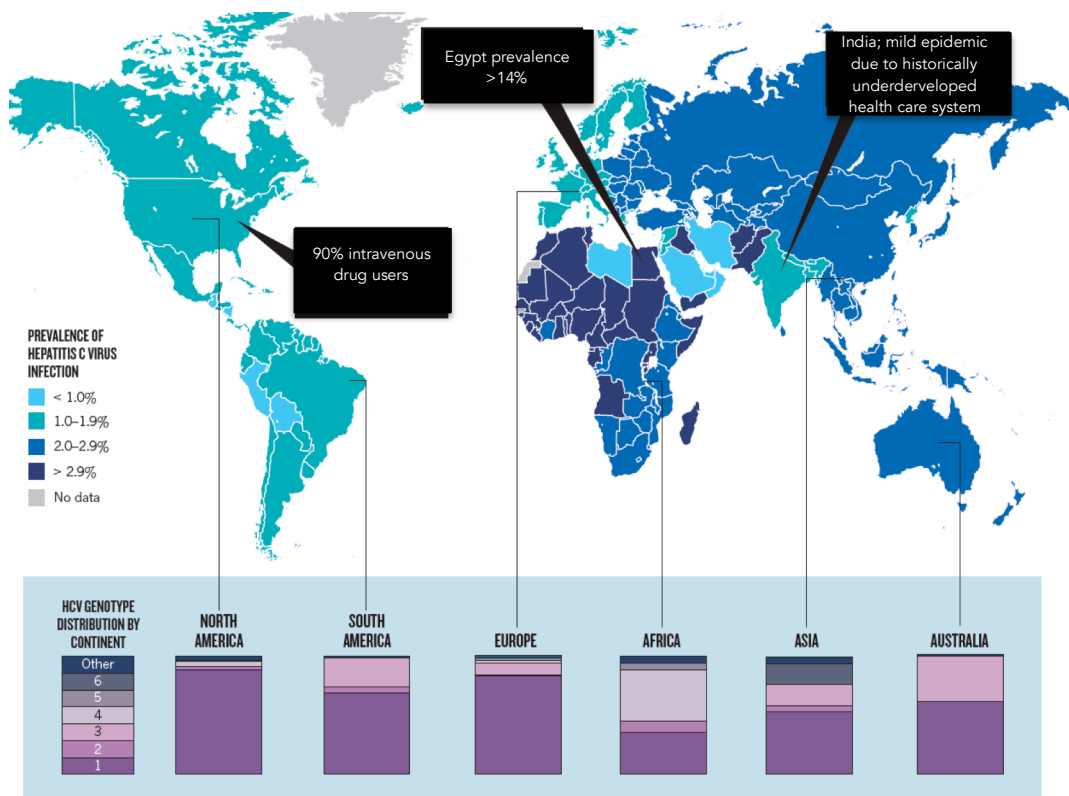 Egypt prevalence
>14%
India; mild epidemic
due to historically
underderveloped
health care system
90% intravenous
drug users
PREVALENCE OF
HEPATITIS C VIRUS
INFECTION
< 1.0%
1.0–1.9%
2.0–2.9%
> 2.9%
No data
HCV GENOTYPE
DISTRIBUTION BY
CONTINENT
Other
6
5
4
3
2
1
NORTH
AMERICA
SOUTH
AMERICA
EUROPE
AFRICA
ASIA
AUSTRALIA